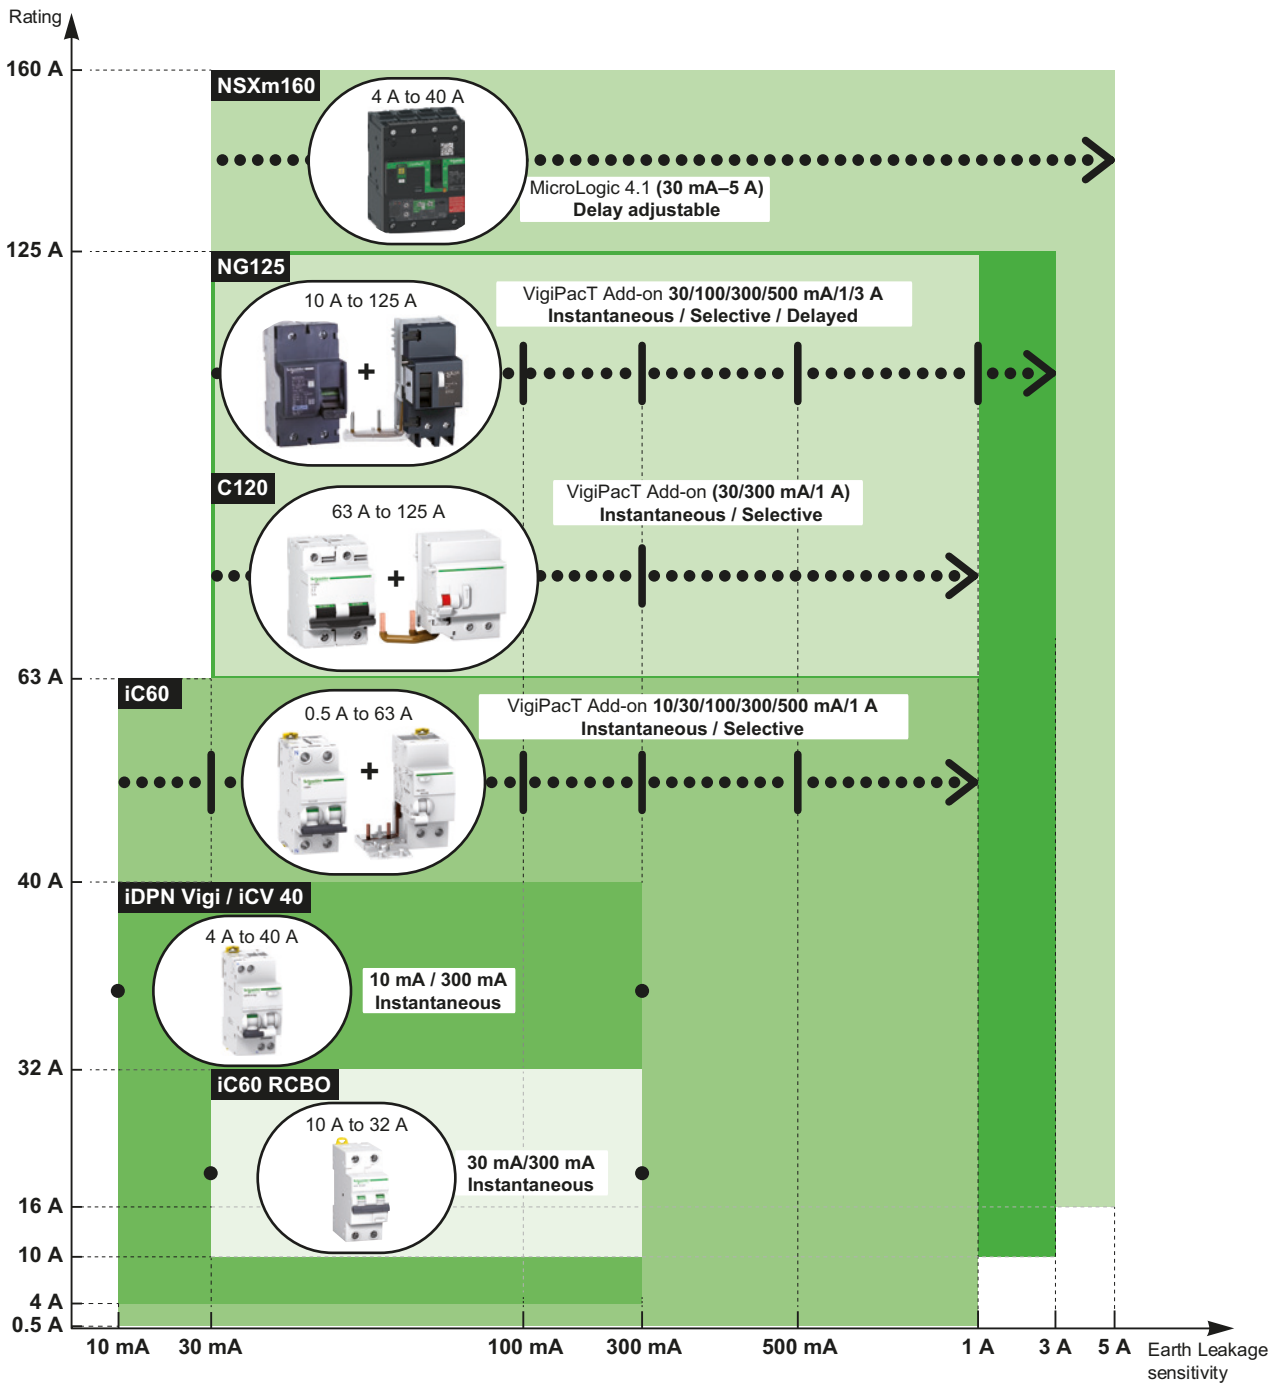 Rating
160 A
NSXm160
4 A to 40 A
MicroLogic 4.1 (30 mA–5 A)
Delay adjustable
125 A
NG125
10 A to 125 A
+
VigiPacT Add-on 30/100/300/500 mA/1/3 A
Instantaneous / Selective / Delayed
C120
63 A to 125 A
+
VigiPacT Add-on (30/300 mA/1 A)
Instantaneous / Selective
63 A
iC60
0.5 A to 63 A
+
VigiPacT Add-on 10/30/100/300/500 mA/1 A
Instantaneous / Selective
40 A
iDPN Vigi / iCV 40
4 A to 40 A
10 mA / 300 mA
Instantaneous
32 A
iC60 RCBO
10 A to 32 A
30 mA/300 mA
Instantaneous
16 A
10 A
4 A
0.5 A
10 mA 30 mA 100 mA 300 mA 500 mA 1 A 3 A 5 A
Earth Leakage
sensitivity